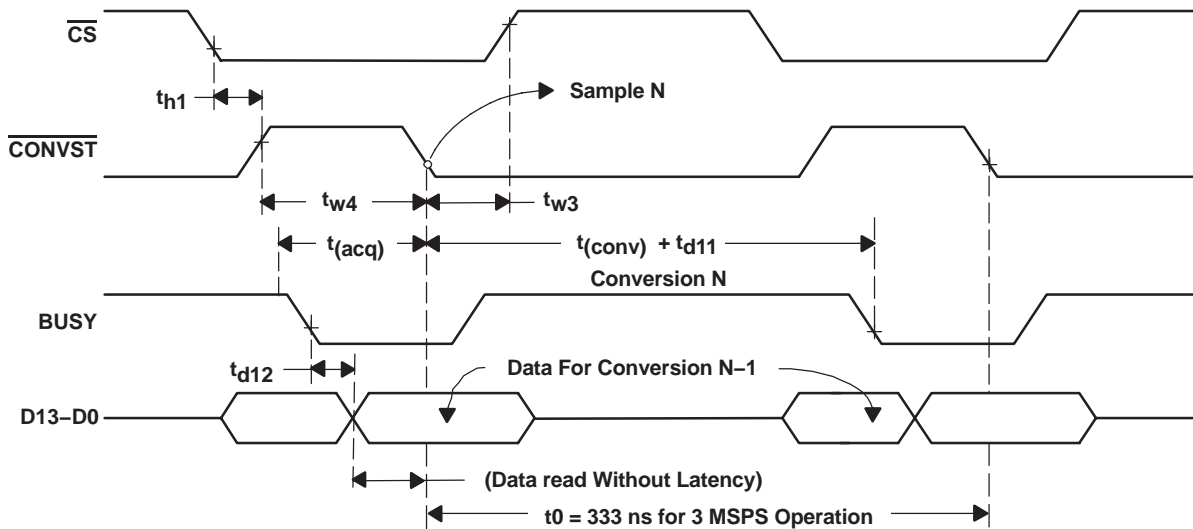 CS
th1
Sample N
CONVST
tw4
tw3
t(acq)
t(conv) + td11
Conversion N
BUSY
td12
Data For Conversion N–1
D13–D0
(Data read Without Latency)
t0 = 333 ns for 3 MSPS Operation